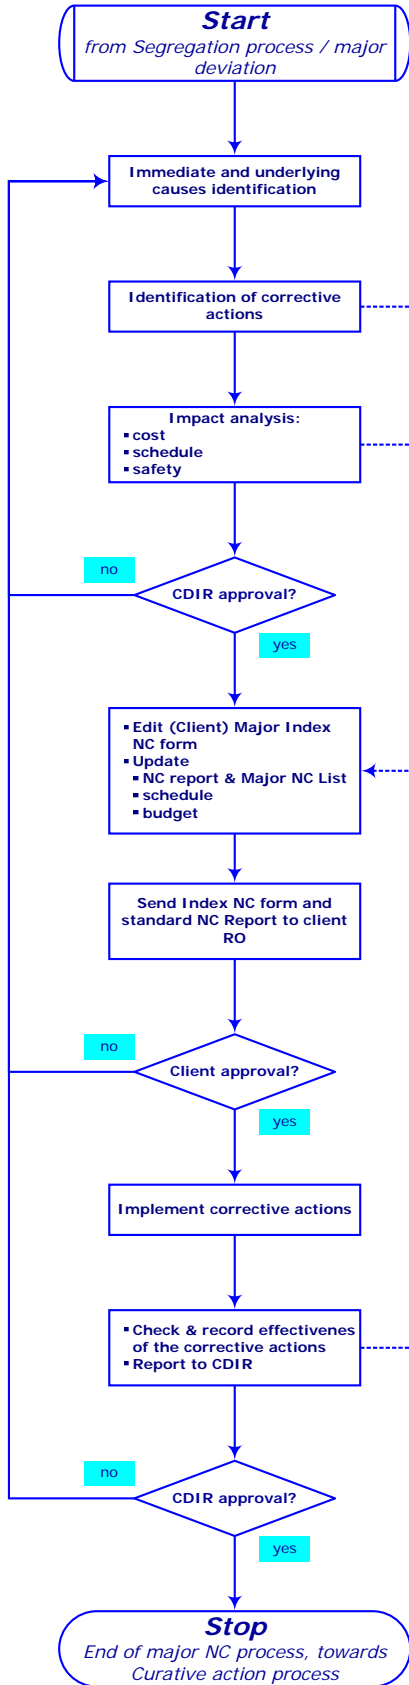 Start
from Segregation process / major
deviation
Immediate and underlying
causes identification
Identification of corrective
actions
Impact analysis:
▪ cost
▪ schedule
▪ safety
CDIR approval?
no
yes
▪ Edit (Client) Major Index
NC form
▪ Update
▪ NC report & Major NC List
▪ schedule
▪ budget
Send Index NC form and
standard NC Report to client
RO
Client approval?
no
yes
Implement corrective actions
▪ Check & record effectivenes
of the corrective actions
▪ Report to CDIR
CDIR approval?
no
yes
Stop
End of major NC process, towards
Curative action process